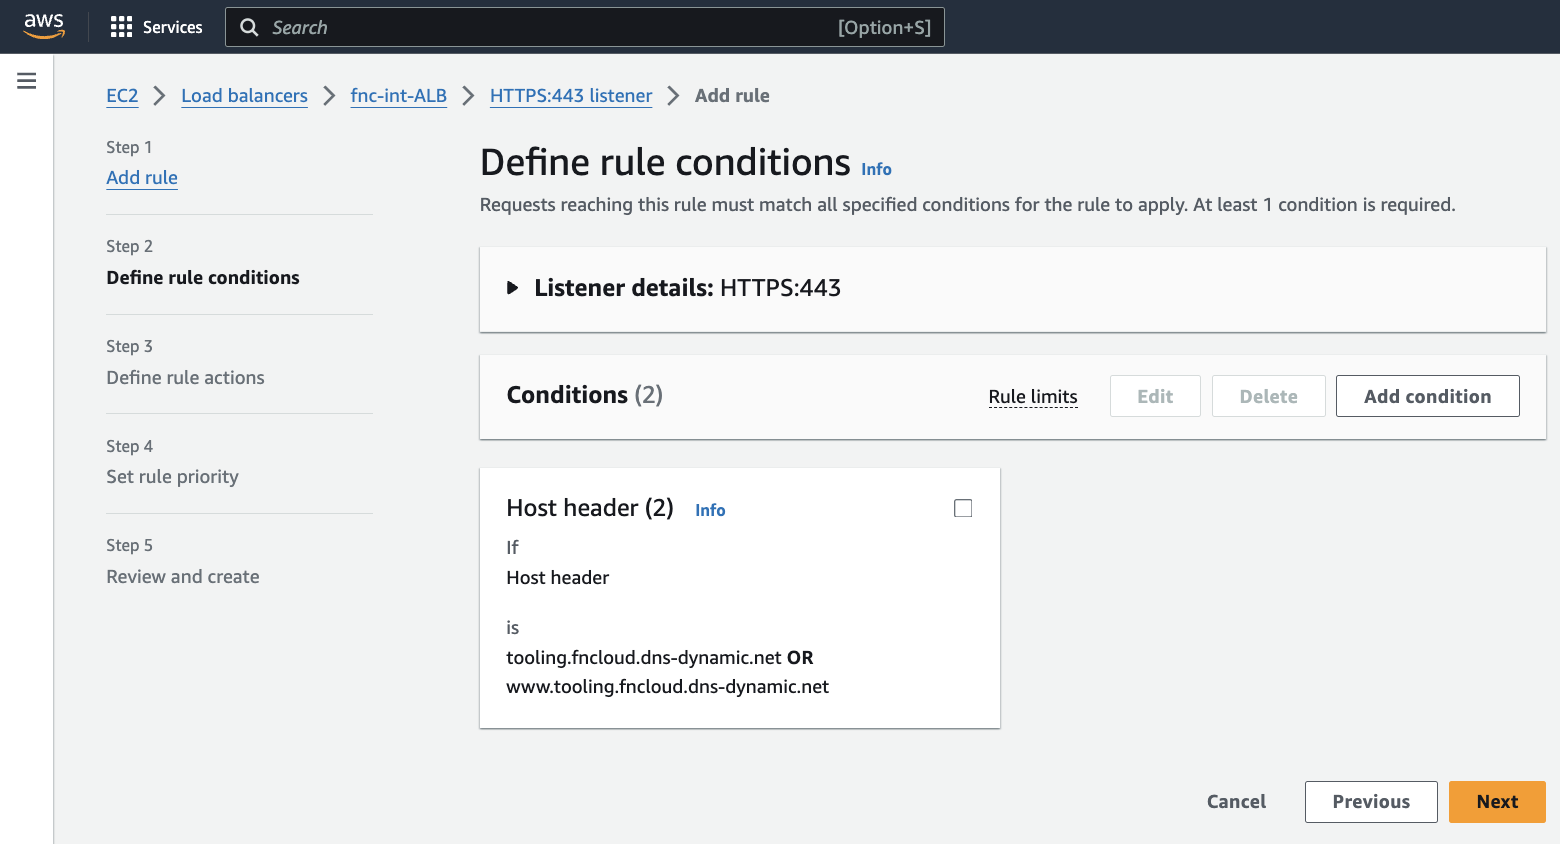 aws
Services
Search
[Option+S]
EC2 > Load balancers > fnc-int-ALB > HTTPS:443 listener > Add rule
Step 1
Add rule
Step 2
Define rule conditions
Step 3
Define rule actions
Step 4
Set rule priority
Step 5
Review and create
Define rule conditions Info
Requests reaching this rule must match all specified conditions for the rule to apply. At least 1 condition is required.
Listener details: HTTPS:443
Conditions (2)
Rule limits
Edit
Delete
Add condition
Host header (2) Info
If
Host header
is
tooling.fncloud.dns-dynamic.net OR
www.tooling.fncloud.dns-dynamic.net
Cancel
Previous
Next